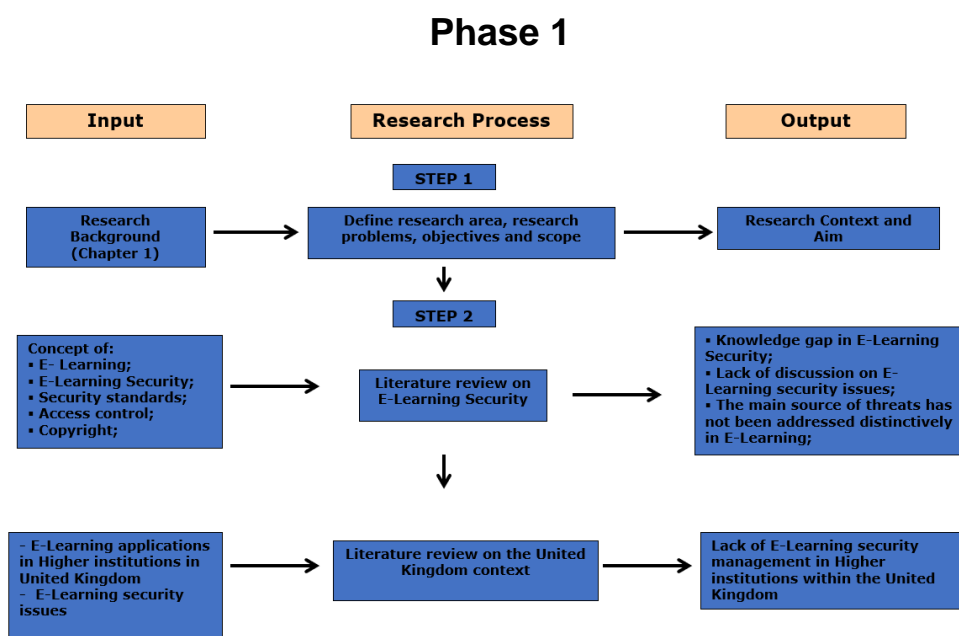 Phase 1
Input
Research Process
Output
STEP 1
Research
Background
(Chapter 1)
Define research area, research
problems, objectives and scope
Research Context and
Aim
STEP 2
Concept of:
▪ E- Learning;
▪ E-Learning Security;
▪ Security standards;
▪ Access control;
▪ Copyright;
Literature review on
E-Learning Security
▪ Knowledge gap in E-Learning
Security;
▪ Lack of discussion on E-
Learning security issues;
▪ The main source of threats has
not been addressed distinctively
in E-Learning;
- E-Learning applications
in Higher institutions in
United Kingdom
- E-Learning security
issues
Literature review on the United
Kingdom context
Lack of E-Learning security
management in Higher
institutions within the United
Kingdom